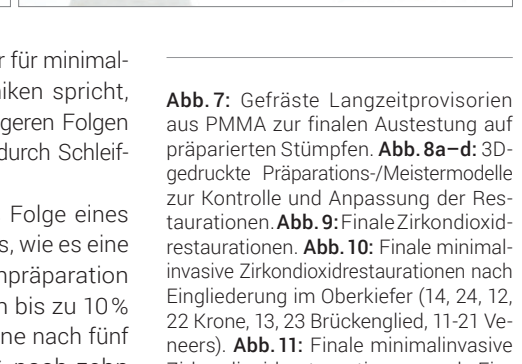 r für minimal-
iken spricht,
geren Folgen
durch Schleif-
Folge eines
s, wie es eine
npräparation
n bis zu 10 %
ne nach fünf
nach zehn
Abb. 7: Gefräste Langzeitprovisorien
aus PMMA zur finalen Austestung auf
präparierten Stümpfen. Abb. 8a–d: 3D-
gedruckte Präparations-/Meistermodelle
zur Kontrolle und Anpassung der Res-
taurationen. Abb. 9: Finale Zirkondioxid-
restaurationen. Abb. 10: Finale minimal-
invasive Zirkondioxidrestaurationen nach
Eingliederung im Oberkiefer (14, 24, 12,
22 Krone, 13, 23 Brückenglied, 11-21 Ve-
neers). Abb. 11: Finale minimalinvasive